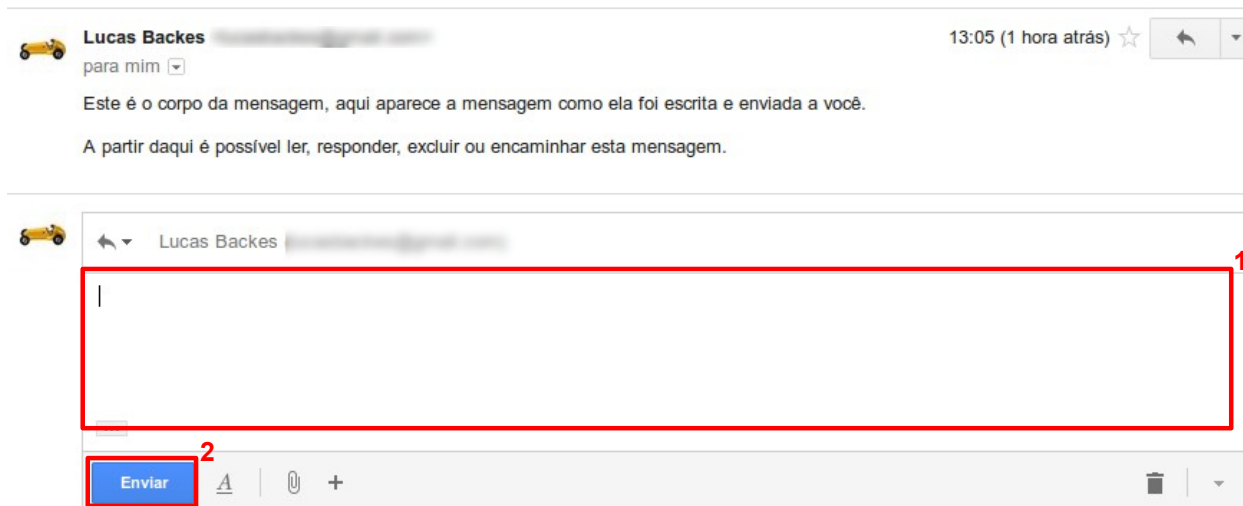 Lucas Backes
13:05 (1 hora atrás)
para mim
Este é o corpo da mensagem, aqui aparece a mensagem como ela foi escrita e enviada a você.
A partir daqui é possível ler, responder, excluir ou encaminhar esta mensagem.
Lucas Backes
1
2
Enviar A +